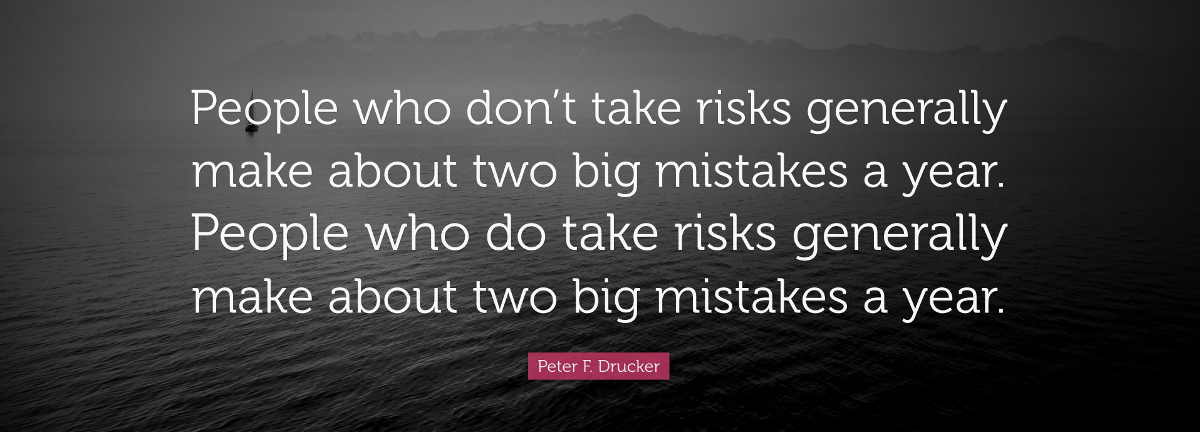 People who don’t take risks generally
make about two big mistakes a year.
People who do take risks generally
make about two big mistakes a year.
Peter F. Drucker